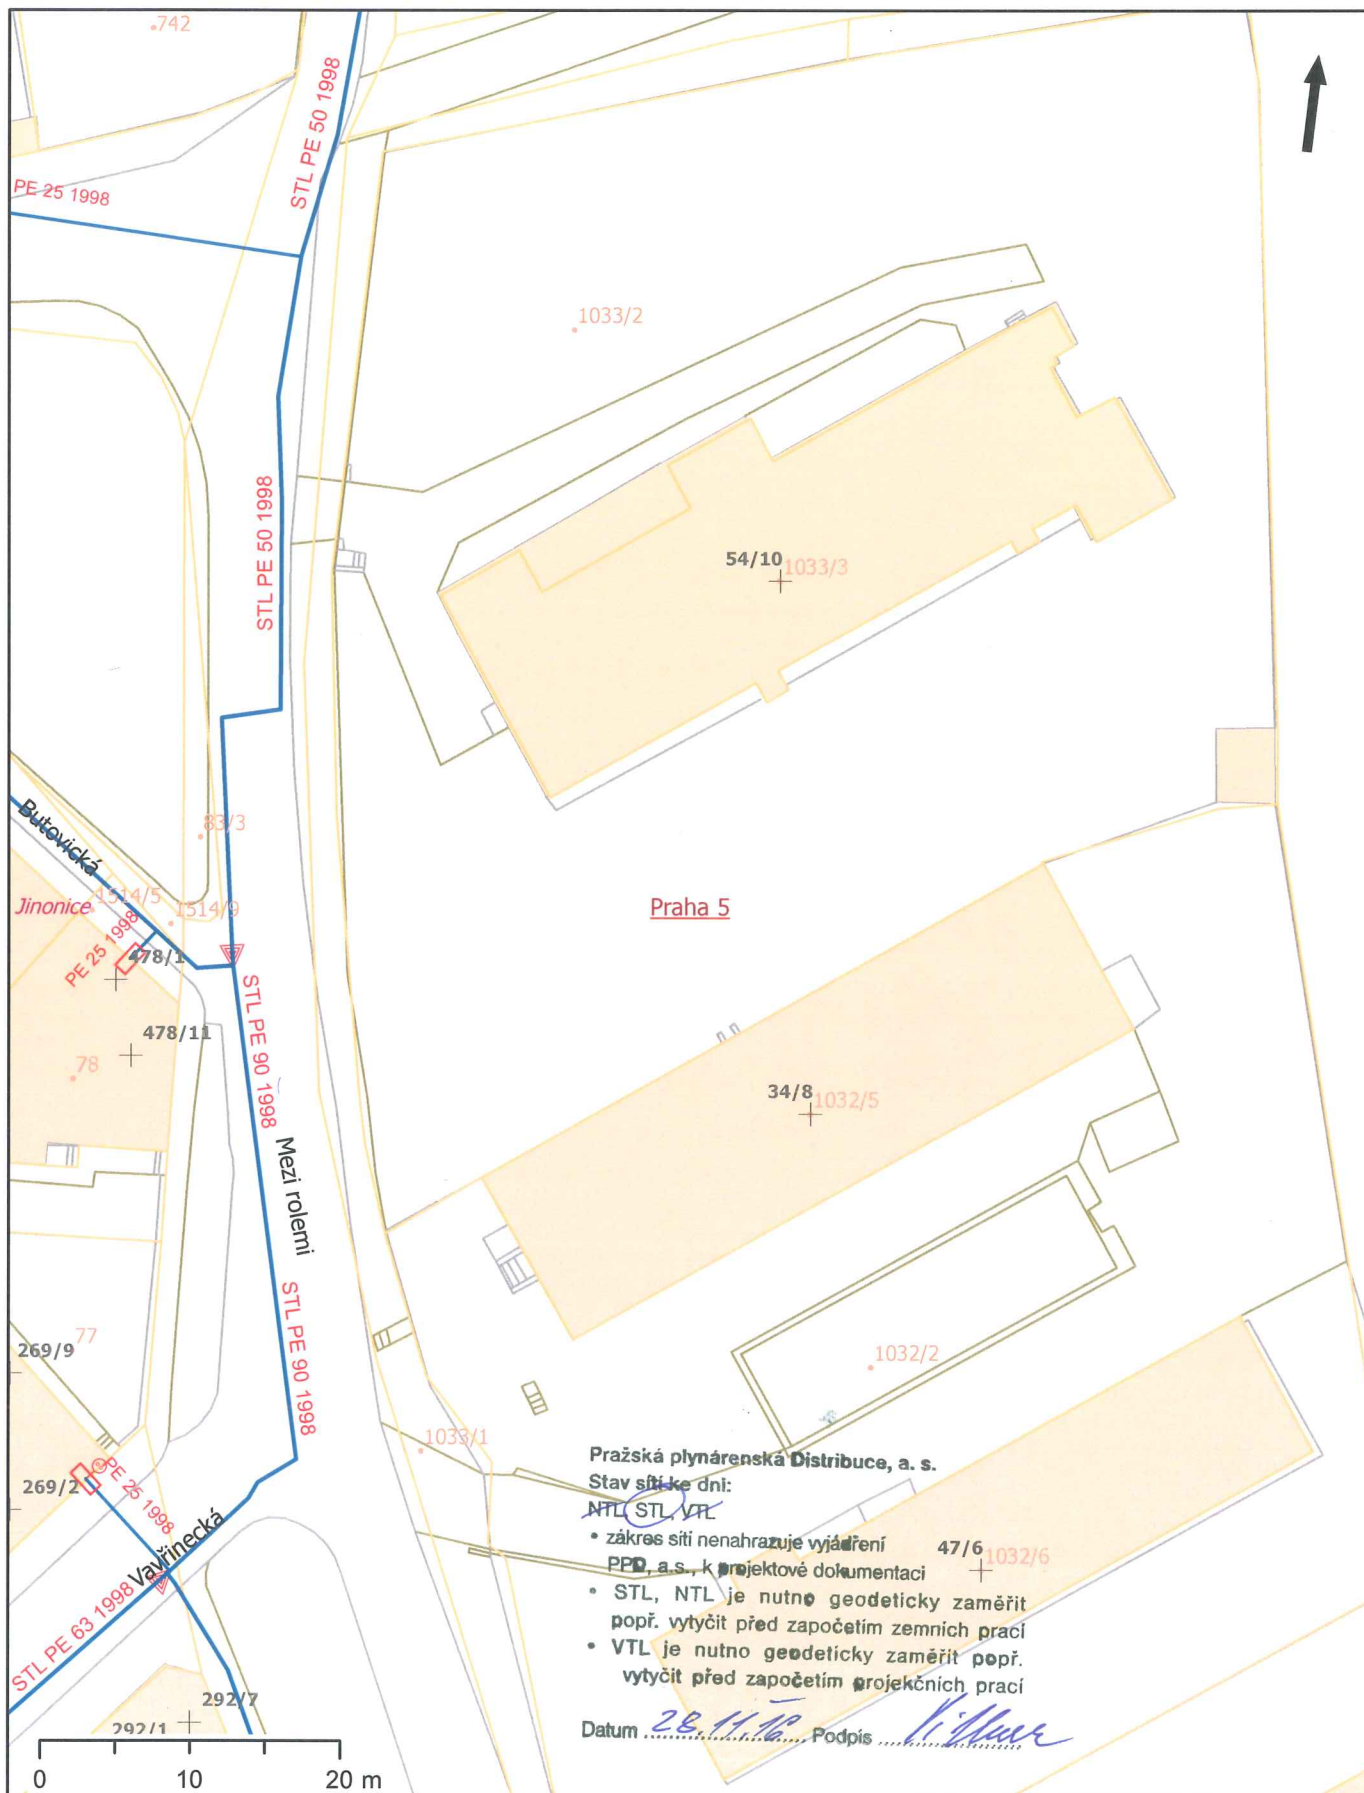 742
STL PE 50 1998
PE 25 1998
1033/2
STL PE 50 1998
54/10
1033/3
Butovická
83/3
Jinonice
1514/5
1514/9
PE 25 1998
478/1
Praha 5
STL PE 90 1998
478/11
78
34/8
1032/5
Mezi rolemi
STL PE 90 1998
77
269/9
1032/2
1033/1
PE 25 1998
269/2
Vavřinecká
STL PE 63 1998
Pražská plynárenská Distribuce, a. s.
Stav sítí ke dni:
NTL, STL, VTL
• zákres sítí nenahrazuje vyjádření
PPD, a.s., k projektové dokumentaci
47/6
1032/6
• STL, NTL je nutno geodeticky zaměřit
popř. vytyčit před započetím zemních prací
• VTL je nutno geodeticky zaměřit popř.
vytyčit před započetím projekčních prací
292/7
292/1
Datum 28.11.16 Podpis
0 10 20 m